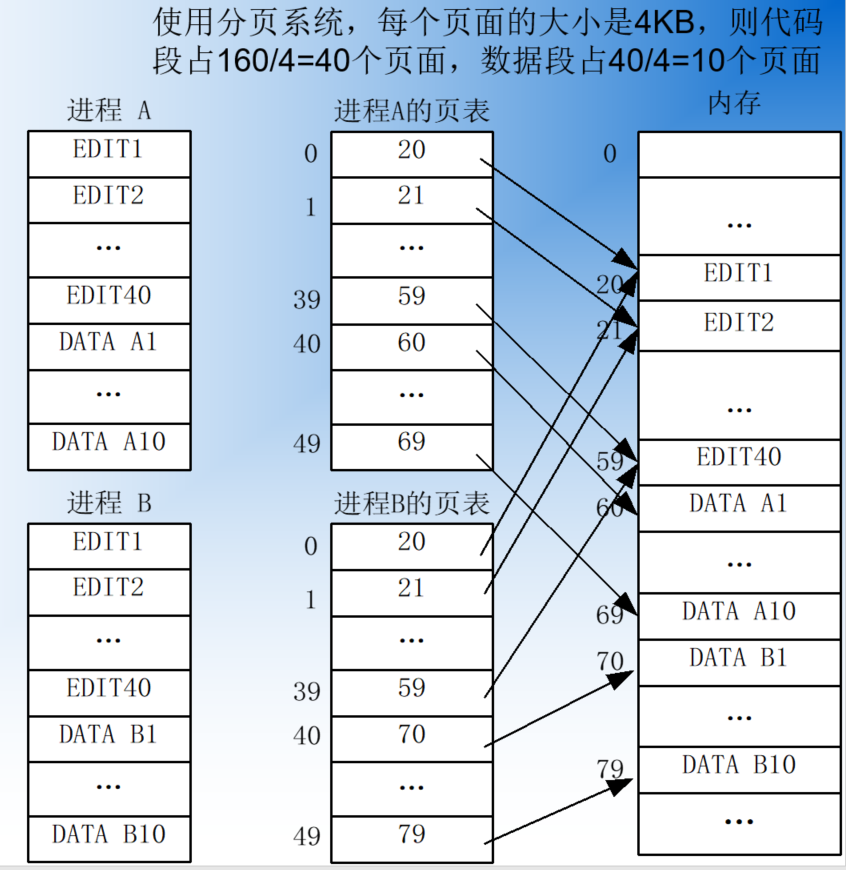 使用分页系统，每个页面的大小是4KB，则代码
段占160/4=40个页面，数据段占40/4=10个页面
进程 A
EDIT1
EDIT2
...
EDIT40
DATA A1
...
DATA A10
进程A的页表
0 20
1 21
...
39 59
40 60
...
49 69
进程 B
EDIT1
EDIT2
...
EDIT40
DATA B1
...
DATA B10
进程B的页表
0 20
1 21
...
39 59
40 70
...
49 79
内存
0
...
20 EDIT1
21 EDIT2
...
59 EDIT40
60 DATA A1
...
69 DATA A10
70 DATA B1
...
79 DATA B10
...